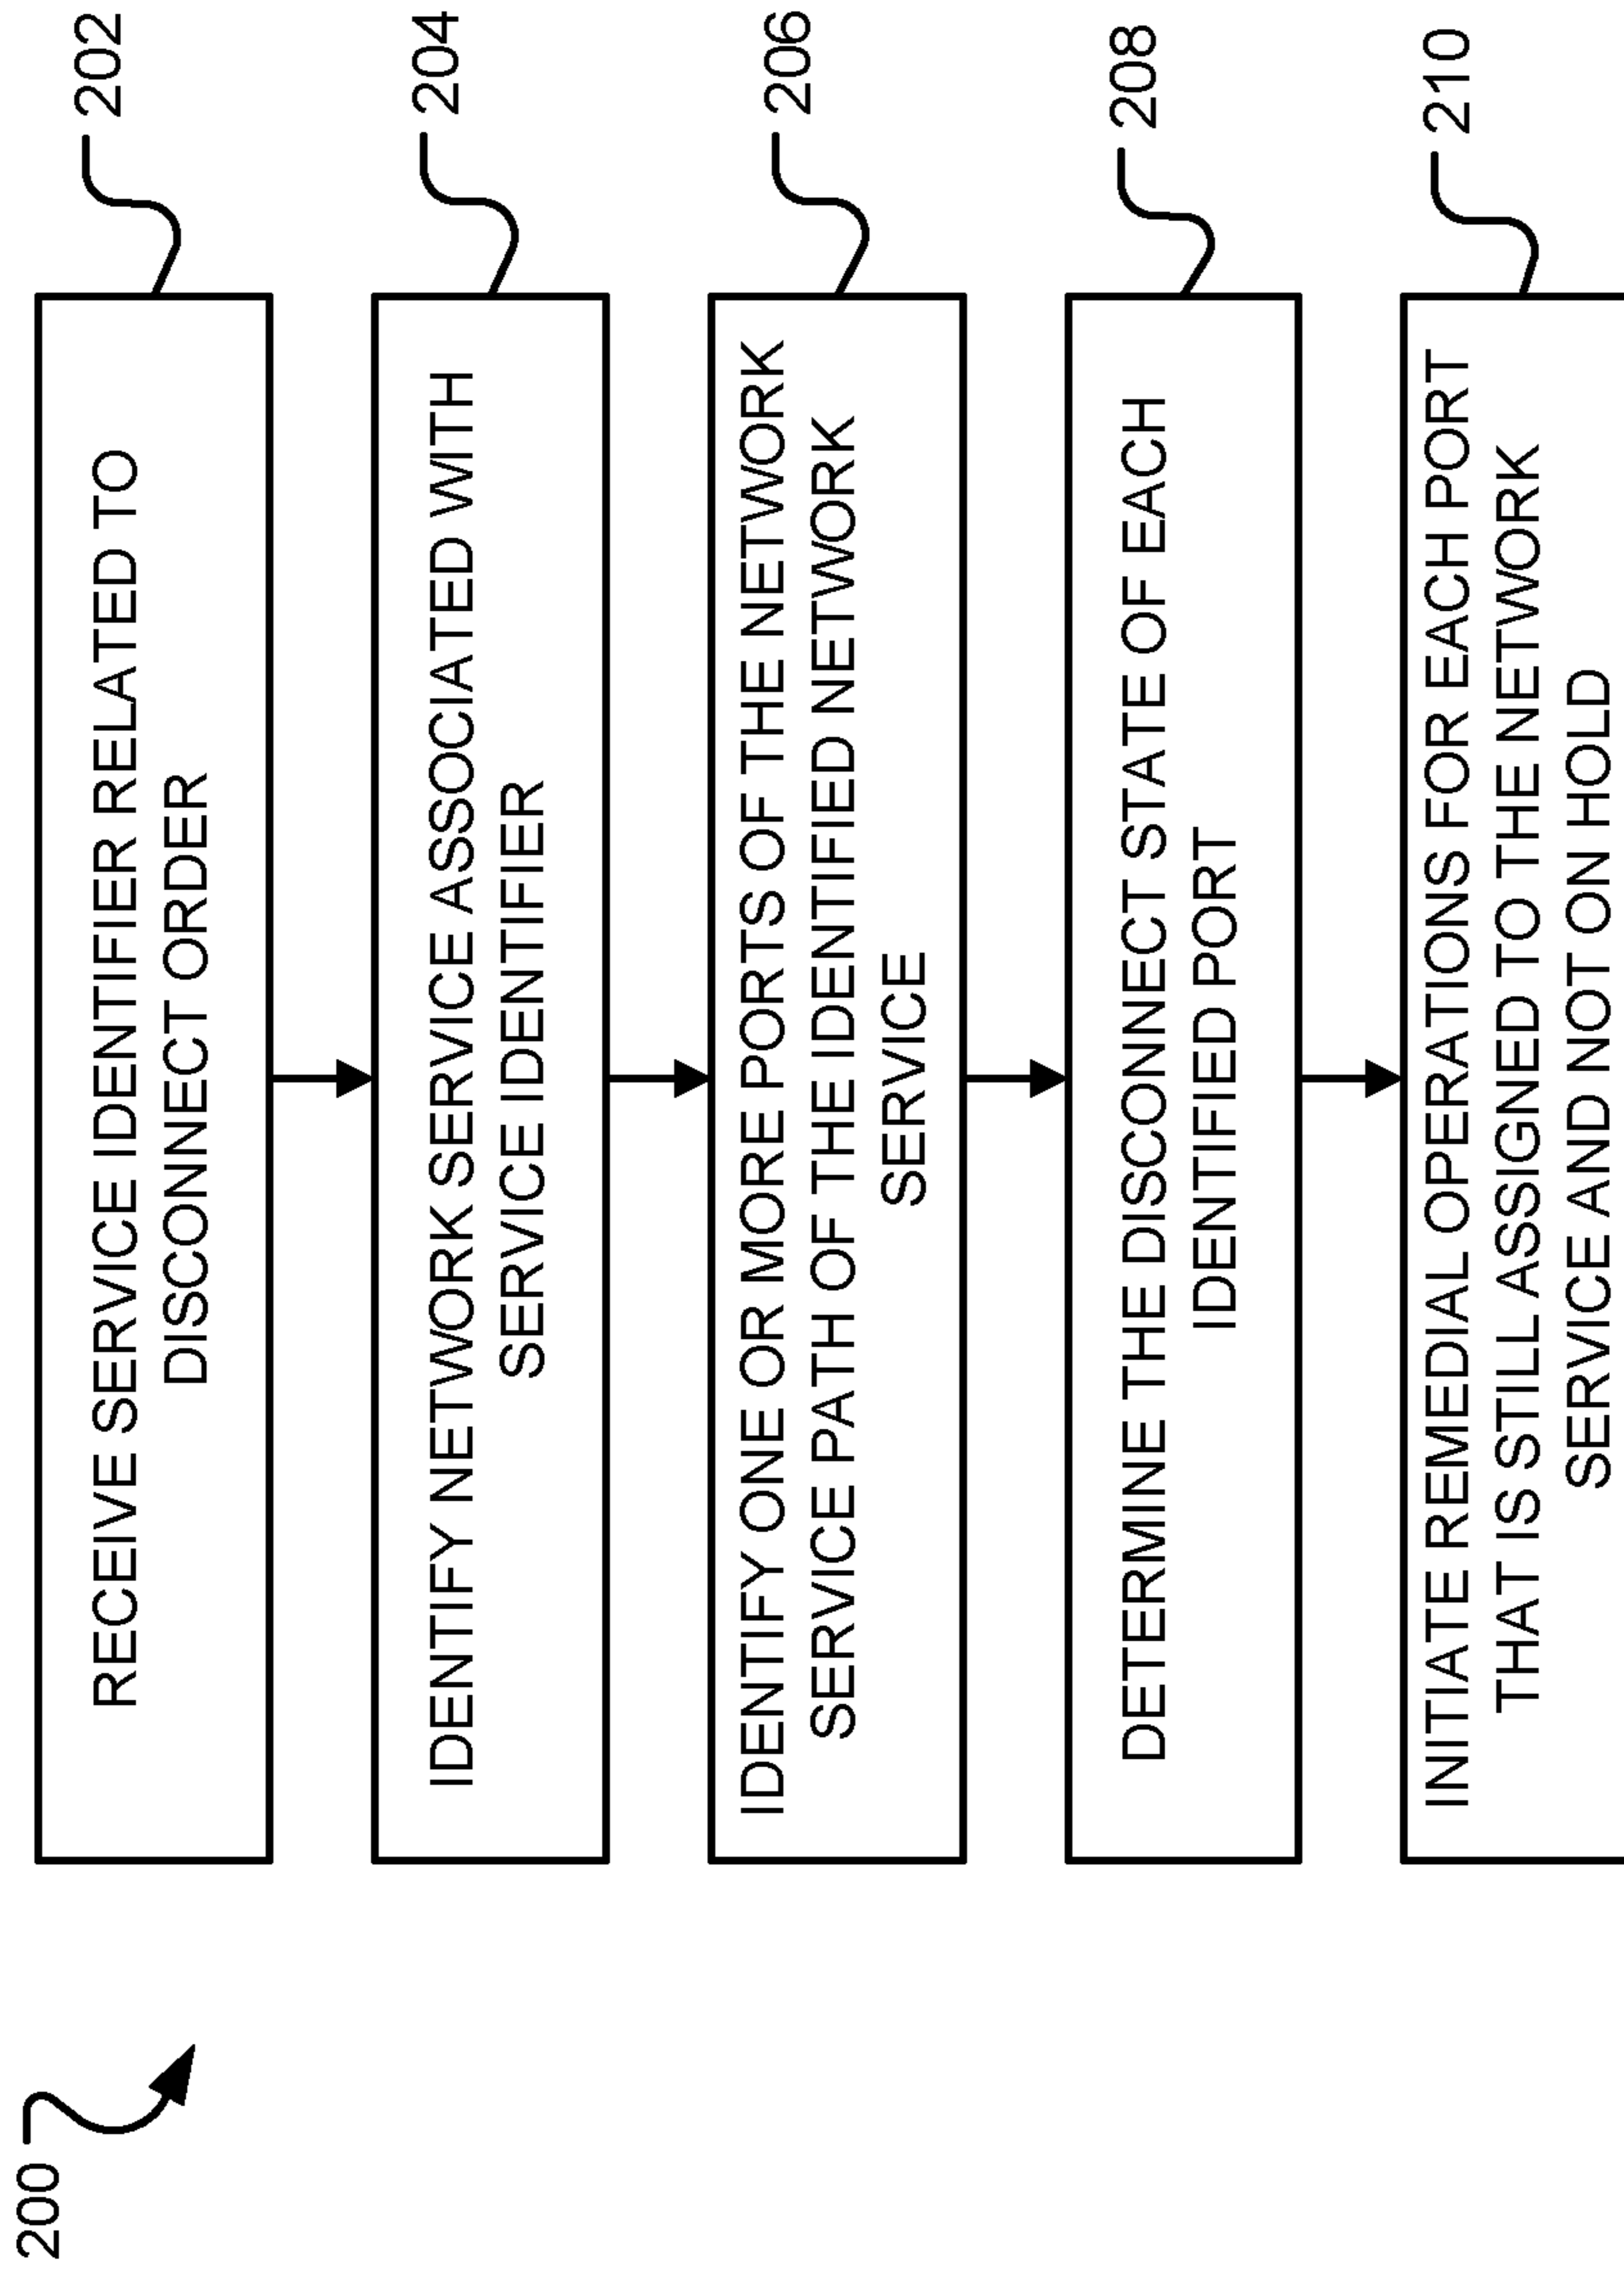 200
RECEIVE SERVICE IDENTIFIER RELATED TO
DISCONNECT ORDER
202
IDENTIFY NETWORK SERVICE ASSOCIATED WITH
SERVICE IDENTIFIER
204
IDENTIFY ONE OR MORE PORTS OF THE NETWORK
SERVICE PATH OF THE IDENTIFIED NETWORK
SERVICE
206
DETERMINE THE DISCONNECT STATE OF EACH
IDENTIFIED PORT
208
INITIATE REMEDIAL OPERATIONS FOR EACH PORT
THAT IS STILL ASSIGNED TO THE NETWORK
SERVICE AND NOT ON HOLD
210